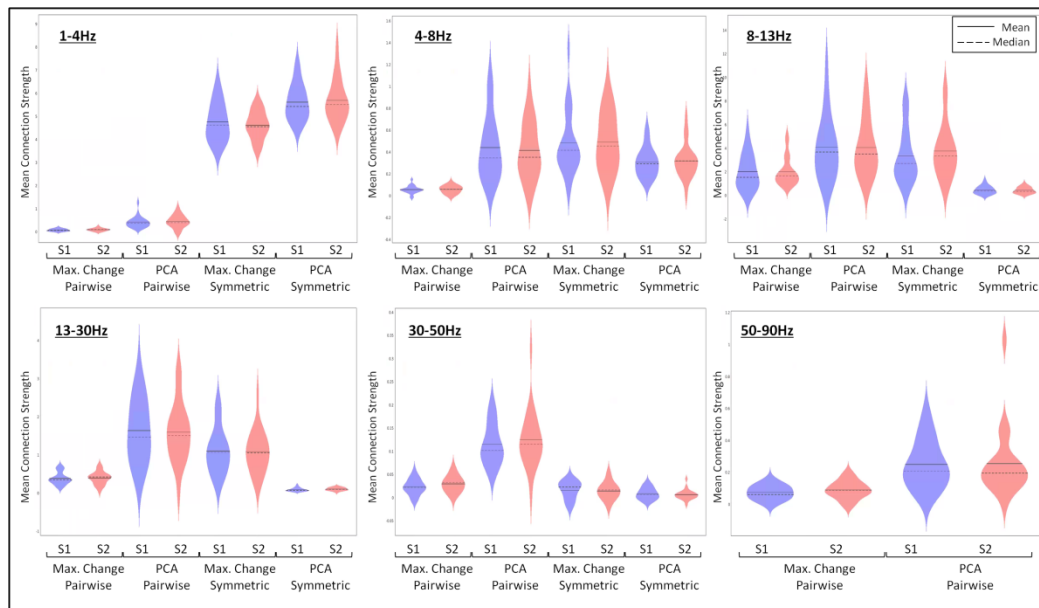 1-4Hz
Mean Connection Strength
S1 S2 S1 S2 S1 S2 S1 S2
Max. Change PCA Max. Change PCA
Pairwise Pairwise Symmetric Symmetric
4-8Hz
Mean Connection Strength
S1 S2 S1 S2 S1 S2 S1 S2
Max. Change PCA Max. Change PCA
Pairwise Pairwise Symmetric Symmetric
8-13Hz
Mean
Median
Mean Connection Strength
S1 S2 S1 S2 S1 S2 S1 S2
Max. Change PCA Max. Change PCA
Pairwise Pairwise Symmetric Symmetric
13-30Hz
Mean Connection Strength
S1 S2 S1 S2 S1 S2 S1 S2
Max. Change PCA Max. Change PCA
Pairwise Pairwise Symmetric Symmetric
30-50Hz
Mean Connection Strength
S1 S2 S1 S2 S1 S2 S1 S2
Max. Change PCA Max. Change PCA
Pairwise Pairwise Symmetric Symmetric
50-90Hz
Mean Connection Strength
S1 S2 S1 S2
Max. Change PCA
Pairwise Pairwise